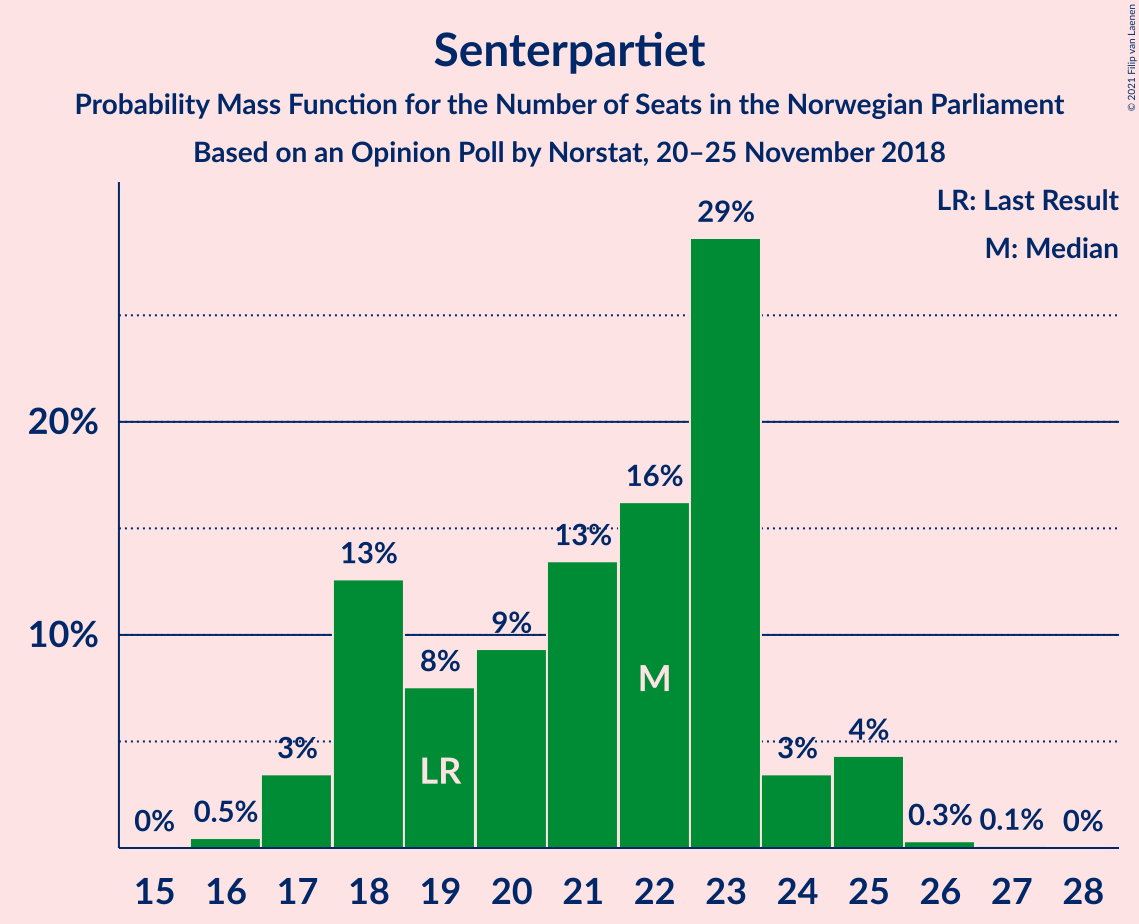 Senterpartiet
Probability Mass Function for the Number of Seats in the Norwegian Parliament
Based on an Opinion Poll by Norstat, 20–25 November 2018
© 2021 Filip van Laenen
LR: Last Result
M: Median
29%
20%
16%
13%
13%
10%
9%
8%
M
LR
3%
3%
4%
0%
0.5%
0.3%
0.1%
0%
15 16 17 18 19 20 21 22 23 24 25 26 27 28